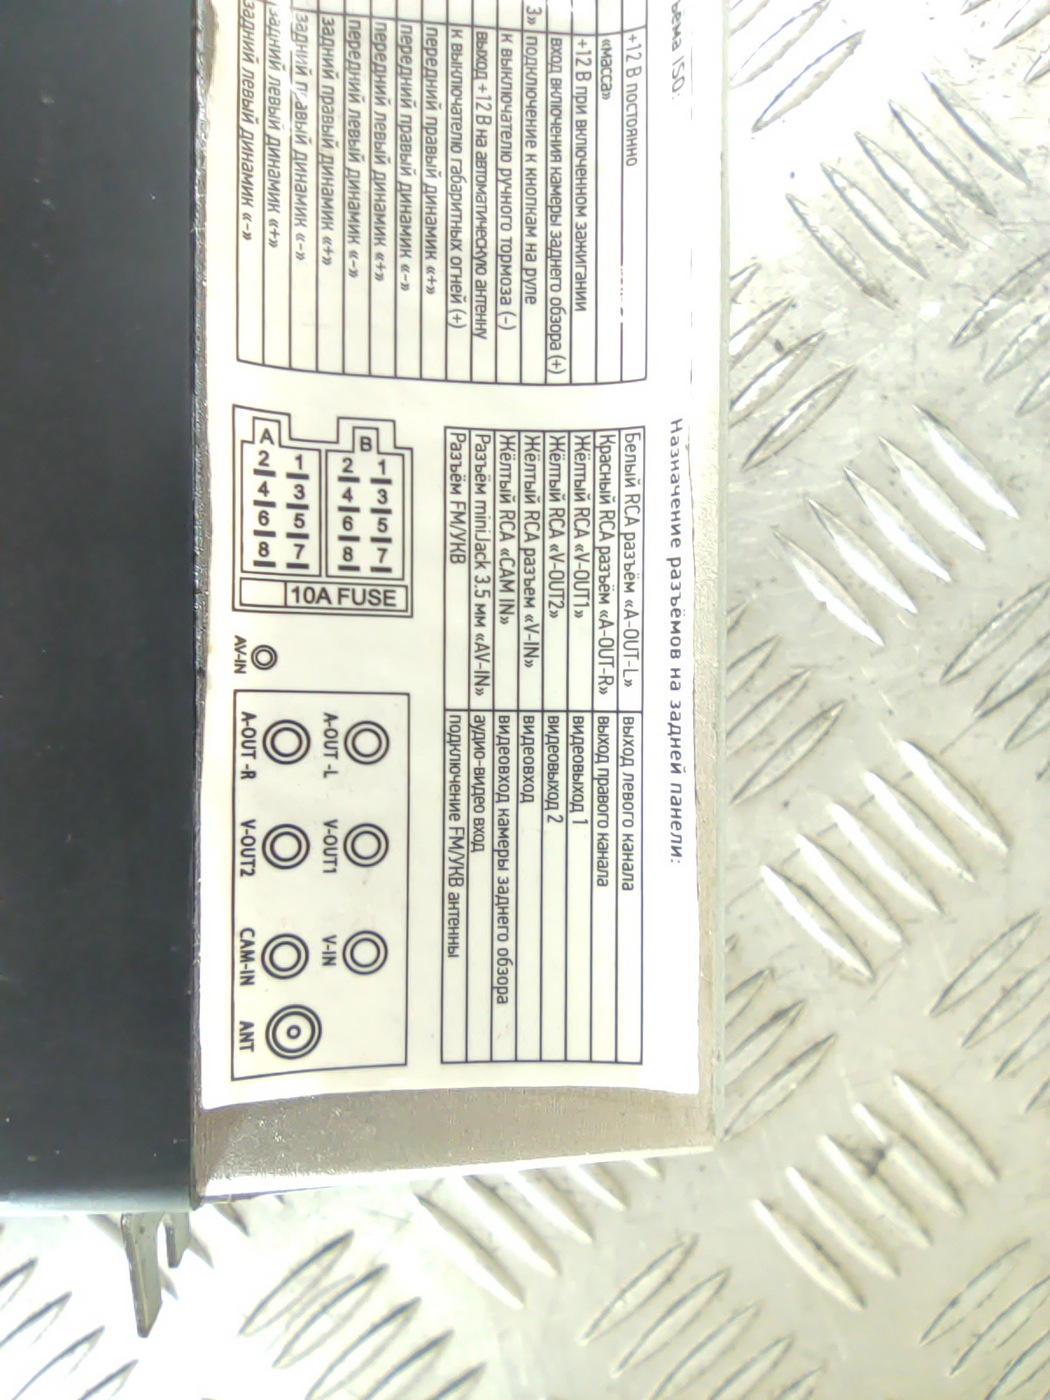 ъёма ISO:
+12 В постоянно
«масса»
+12 В при включенном зажигании
вход включения камеры заднего обзора (+)
3» подключение к кнопкам на руле
к выключателю ручного тормоза (-)
выход +12 В на автоматическую антенну
к выключателю габаритных огней (+)
передний правый динамик «+»
передний правый динамик «-»
передний левый динамик «+»
передний левый динамик «-»
задний правый динамик «+»
задний правый динамик «-»
задний левый динамик «+»
задний левый динамик «-»
Назначение разъёмов на задней панели:
Белый RCA разъём «A-OUT-L» выход левого канала
Красный RCA разъём «A-OUT-R» выход правого канала
Жёлтый RCA «V-OUT1» видеовыход 1
Жёлтый RCA «V-OUT2» видеовыход 2
Жёлтый RCA разъем «V-IN» видеовход
Жёлтый RCA «CAM IN» видеовход камеры заднего обзора
Разъём miniJack 3.5 мм «AV-IN» аудио-видео вход
Разъём FM/УКВ подключение FM/УКВ антенны
B
1 3 5 7
2 4 6 8
A
1 3 5 7
2 4 6 8
10A FUSE
AV-IN
A-OUT -L V-OUT1 V-IN
A-OUT -R V-OUT2 CAM-IN ANT